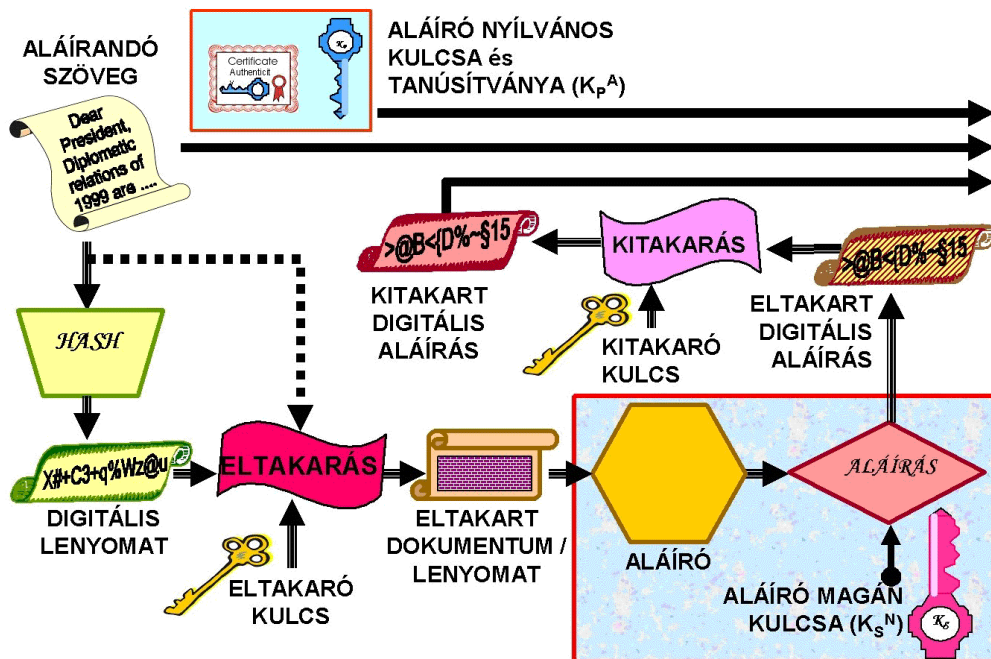 ALÁÍRANDÓ
SZÖVEG
Dear
President,
Diplomatic
relations of
1999 are ....
Certificate
Authenticit
ALÁÍRÓ NYÍLVÁNOS
KULCSA és
TANÚSÍTVÁNYA (KPA)
>@B<{D%~§15
KITAKART
DIGITÁLIS
ALÁÍRÁS
KITAKARÁS
KITAKARÓ
KULCS
>@B<{D%~§15
ELTAKART
DIGITÁLIS
ALÁÍRÁS
HASH
X#+C3+q%Wz@u
DIGITÁLIS
LENYOMAT
ELTAKARÁS
ELTAKARÓ
KULCS
ELTAKART
DOKUMENTUM /
LENYOMAT
ALÁÍRÓ
ALÁÍRÁS
ALÁÍRÓ MAGÁN
KULCSA (KSN)
KS